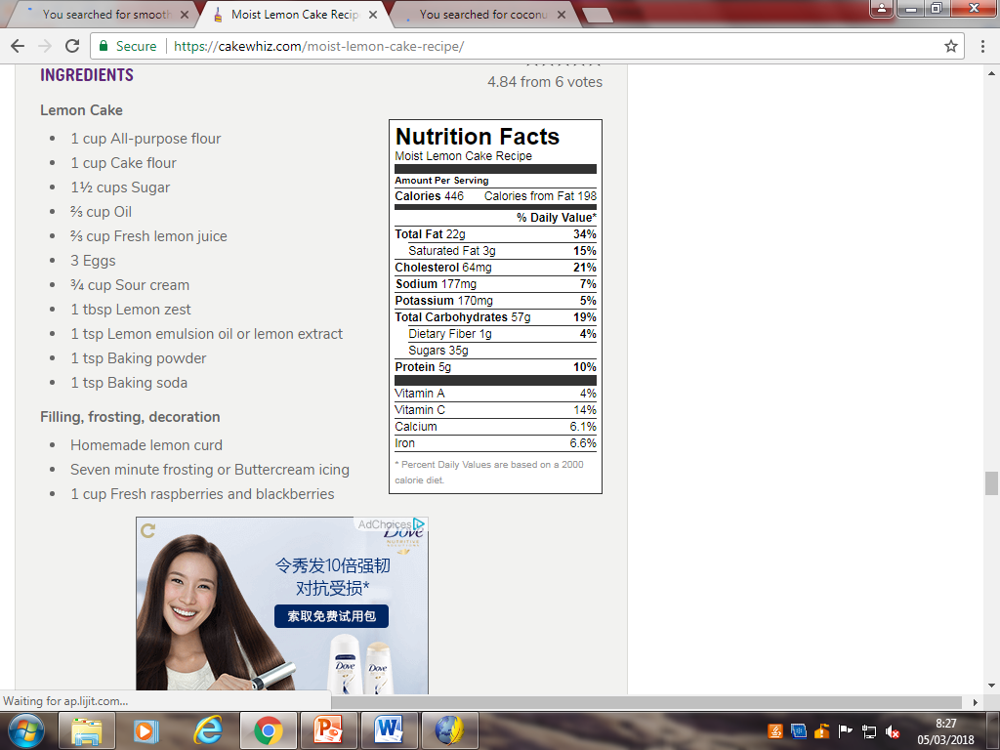 You searched for smooth
Moist Lemon Cake Recipe
You searched for coconu
Secure
https://cakewhiz.com/moist-lemon-cake-recipe/
INGREDIENTS
4.84 from 6 votes
Lemon Cake
• 1 cup All-purpose flour
• 1 cup Cake flour
• 1½ cups Sugar
• ⅔ cup Oil
• ⅔ cup Fresh lemon juice
• 3 Eggs
• ¾ cup Sour cream
• 1 tbsp Lemon zest
• 1 tsp Lemon emulsion oil or lemon extract
• 1 tsp Baking powder
• 1 tsp Baking soda
Filling, frosting, decoration
• Homemade lemon curd
• Seven minute frosting or Buttercream icing
• 1 cup Fresh raspberries and blackberries
Nutrition Facts
Moist Lemon Cake Recipe
Amount Per Serving
Calories 446 Calories from Fat 198
% Daily Value*
Total Fat 22g 34%
Saturated Fat 3g 15%
Cholesterol 64mg 21%
Sodium 177mg 7%
Potassium 170mg 5%
Total Carbohydrates 57g 19%
Dietary Fiber 1g 4%
Sugars 35g
Protein 5g 10%
Vitamin A 4%
Vitamin C 14%
Calcium 6.1%
Iron 6.6%
* Percent Daily Values are based on a 2000
calorie diet.
AdChoices
Dove
令秀发10倍强韧
对抗受损*
索取免费试用包
Dove
Dove
Waiting for ap.lijit.com...
8:27
05/03/2018